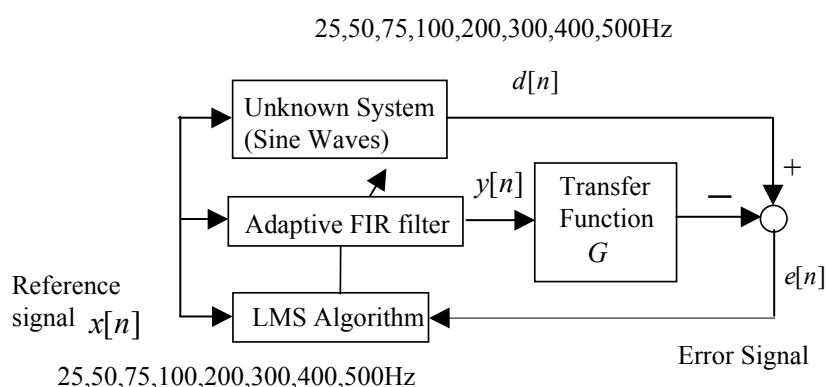 25,50,75,100,200,300,400,500Hz
d[n]
Unknown System
(Sine Waves)
+
y[n]
Transfer
Function
G
−
Adaptive FIR filter
e[n]
Reference
signal x[n]
LMS Algorithm
Error Signal
25,50,75,100,200,300,400,500Hz